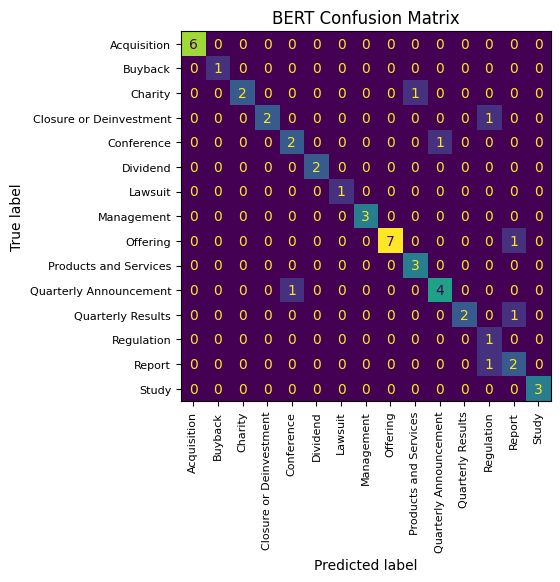 BERT Confusion Matrix
True label
Acquisition 6 0 0 0 0 0 0 0 0 0 0 0 0 0 0
Buyback 0 1 0 0 0 0 0 0 0 0 0 0 0 0 0
Charity 0 0 2 0 0 0 0 0 0 1 0 0 0 0 0
Closure or Deinvestment 0 0 0 2 0 0 0 0 0 0 0 0 1 0 0
Conference 0 0 0 0 2 0 0 0 0 0 1 0 0 0 0
Dividend 0 0 0 0 0 2 0 0 0 0 0 0 0 0 0
Lawsuit 0 0 0 0 0 0 1 0 0 0 0 0 0 0 0
Management 0 0 0 0 0 0 0 3 0 0 0 0 0 0 0
Offering 0 0 0 0 0 0 0 0 7 0 0 0 0 1 0
Products and Services 0 0 0 0 0 0 0 0 0 3 0 0 0 0 0
Quarterly Announcement 0 0 0 0 1 0 0 0 0 0 4 0 0 0 0
Quarterly Results 0 0 0 0 0 0 0 0 0 0 0 2 0 1 0
Regulation 0 0 0 0 0 0 0 0 0 0 0 0 1 0 0
Report 0 0 0 0 0 0 0 0 0 0 0 0 1 2 0
Study 0 0 0 0 0 0 0 0 0 0 0 0 0 0 3
Acquisition
Buyback
Charity
Closure or Deinvestment
Conference
Dividend
Lawsuit
Management
Offering
Products and Services
Quarterly Announcement
Quarterly Results
Regulation
Report
Study
Predicted label